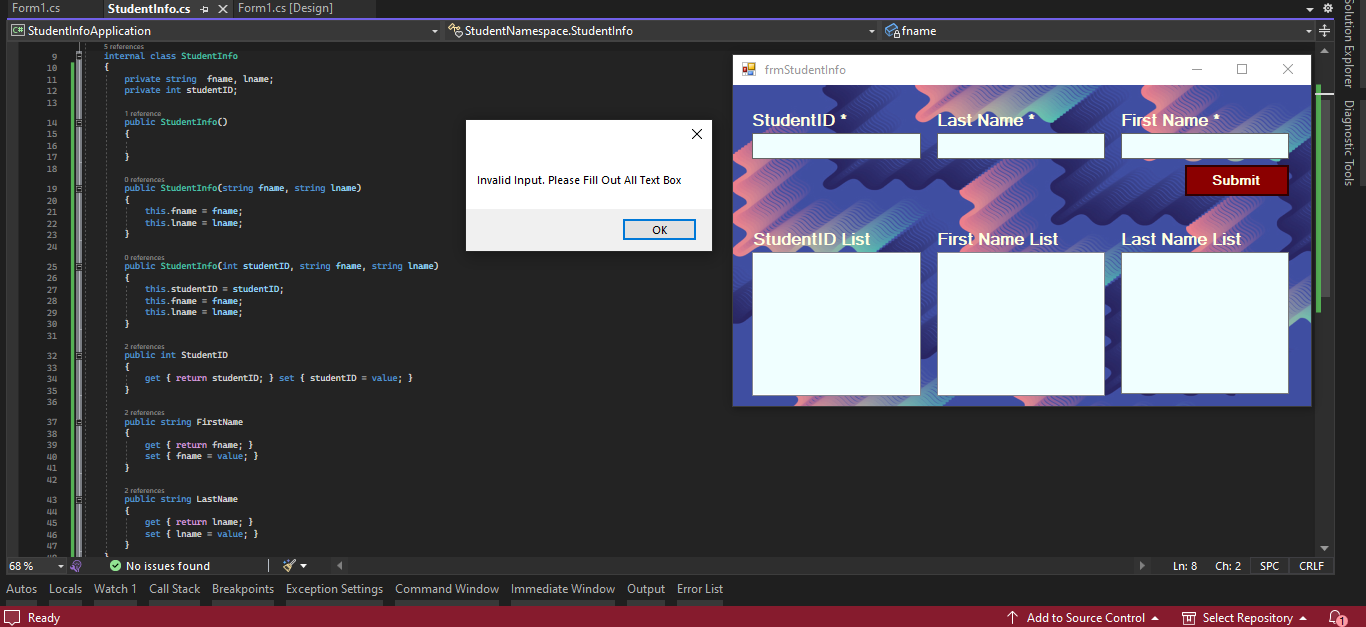 Form1.cs StudentInfo.cs Form1.cs [Design]
C# StudentInfoApplication StudentNamespace.StudentInfo fname
5 references
9 internal class StudentInfo
10 {
11 private string fname, lname;
12 private int studentID;
13
1 reference
14 public StudentInfo()
15 {
16
17 }
18
0 references
19 public StudentInfo(string fname, string lname)
20 {
21 this.fname = fname;
22 this.lname = lname;
23 }
24
0 references
25 public StudentInfo(int studentID, string fname, string lname)
26 {
27 this.studentID = studentID;
28 this.fname = fname;
29 this.lname = lname;
30 }
31
2 references
32 public int StudentID
33 {
34 get { return studentID; } set { studentID = value; }
35 }
36
2 references
37 public string FirstName
38 {
39 get { return fname; }
40 set { fname = value; }
41 }
42
2 references
43 public string LastName
44 {
45 get { return lname; }
46 set { lname = value; }
47 }
48 }
Invalid Input. Please Fill Out All Text Box
OK
frmStudentInfo
StudentID * Last Name * First Name *
Submit
StudentID List First Name List Last Name List
Solution Explorer
Diagnostic Tools
68 % No issues found Ln: 8 Ch: 2 SPC CRLF
Autos Locals Watch 1 Call Stack Breakpoints Exception Settings Command Window Immediate Window Output Error List
Ready Add to Source Control Select Repository 1